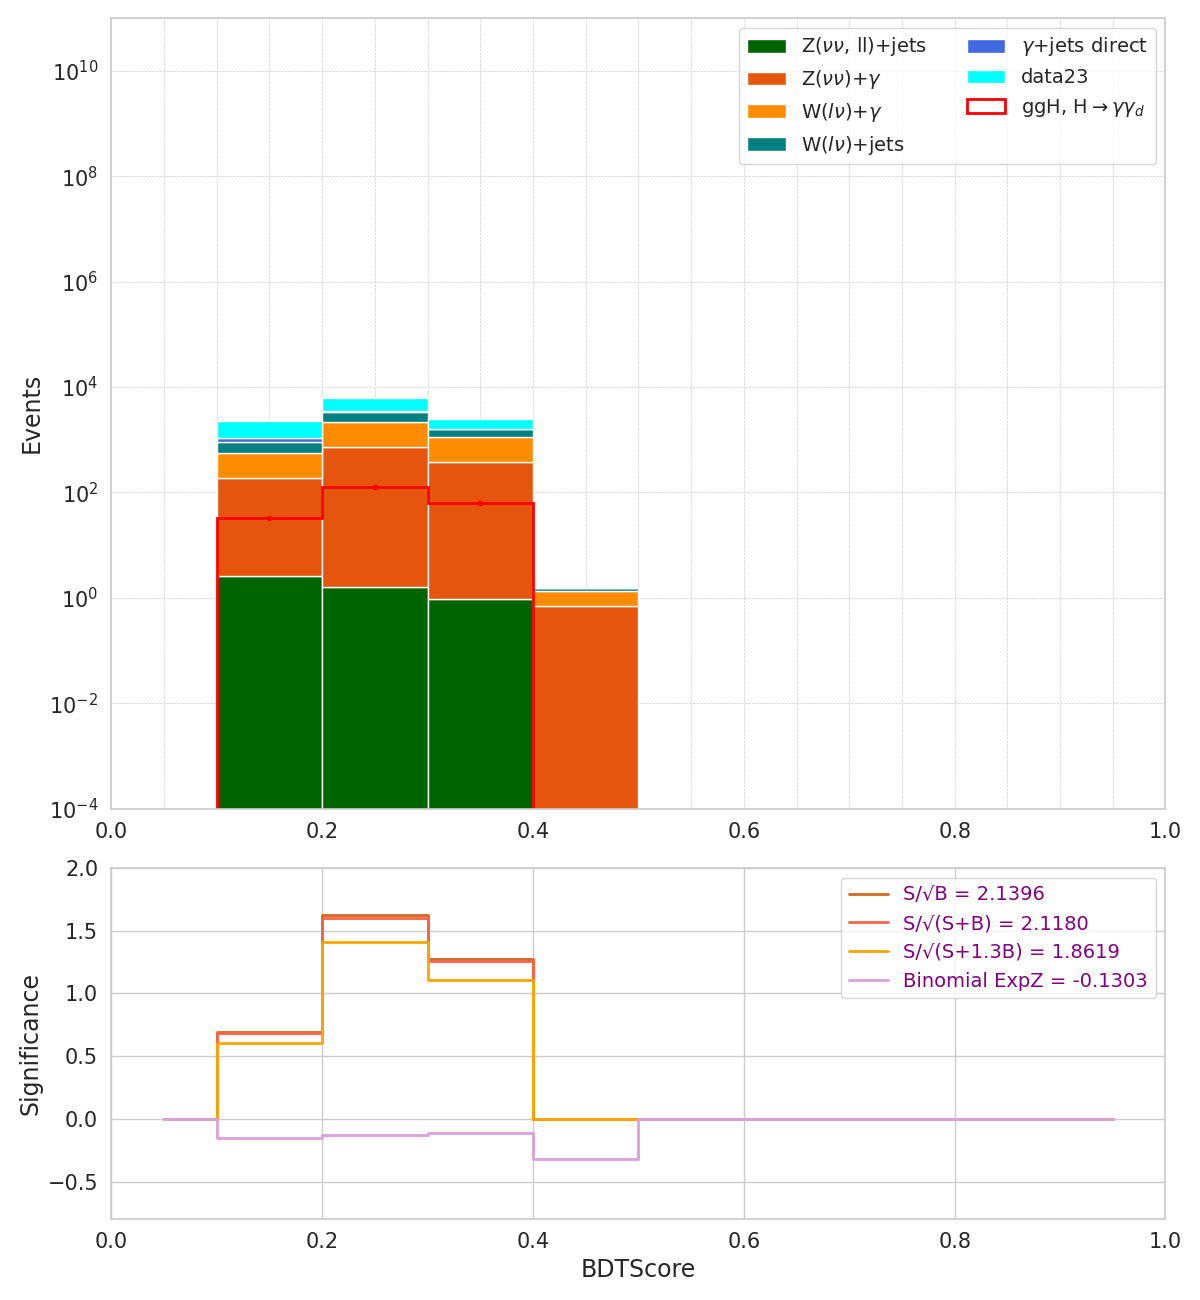 Z(νν, ll)+jets
Z(νν)+γ
W(lν)+γ
W(lν)+jets
γ+jets direct
data23
ggH, H→γγ_d
10^10
10^8
10^6
10^4
10^2
10^0
10^−2
10^−4
Events
0.0 0.2 0.4 0.6 0.8 1.0
S/√B = 2.1396
S/√(S+B) = 2.1180
S/√(S+1.3B) = 1.8619
Binomial ExpZ = -0.1303
2.0
1.5
1.0
0.5
0.0
−0.5
Significance
0.0 0.2 0.4 0.6 0.8 1.0
BDTScore